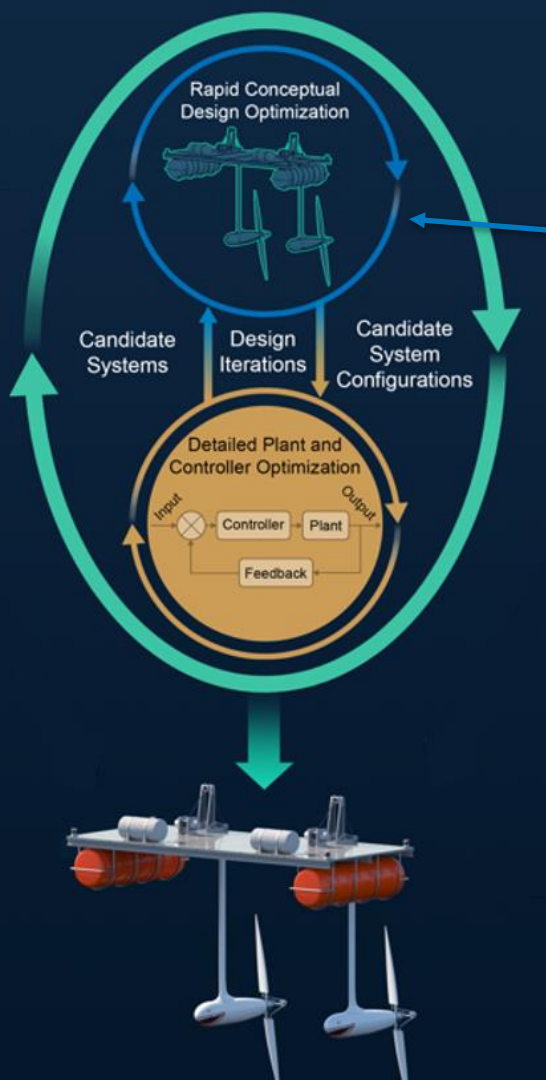 Rapid Conceptual
Design Optimization
Candidate
Systems
Design
Iterations
Candidate
System
Configurations
Detailed Plant and
Controller Optimization
Input
Controller
Plant
Output
Feedback